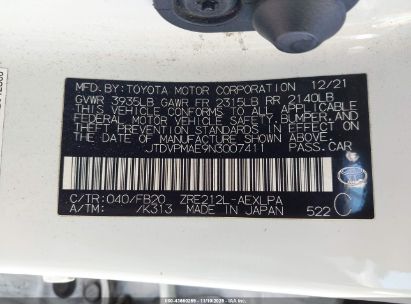 MFD. BY: TOYOTA MOTOR CORPORATION 12/21
GVWR 3935LB GAWR FR 2315LB RR 2140LB
THIS VEHICLE CONFORMS TO ALL APPLICABLE
FEDERAL MOTOR VEHICLE SAFETY, BUMPER, AND
THEFT PREVENTION STANDARDS IN EFFECT ON
THE DATE OF MANUFACTURE SHOWN ABOVE.
JTDVPMAE9N3007411 PASS.CAR
C/TR:040/FB20 ZRE212L-AEXLPA
A/TM: /K313 MADE IN JAPAN 522 C